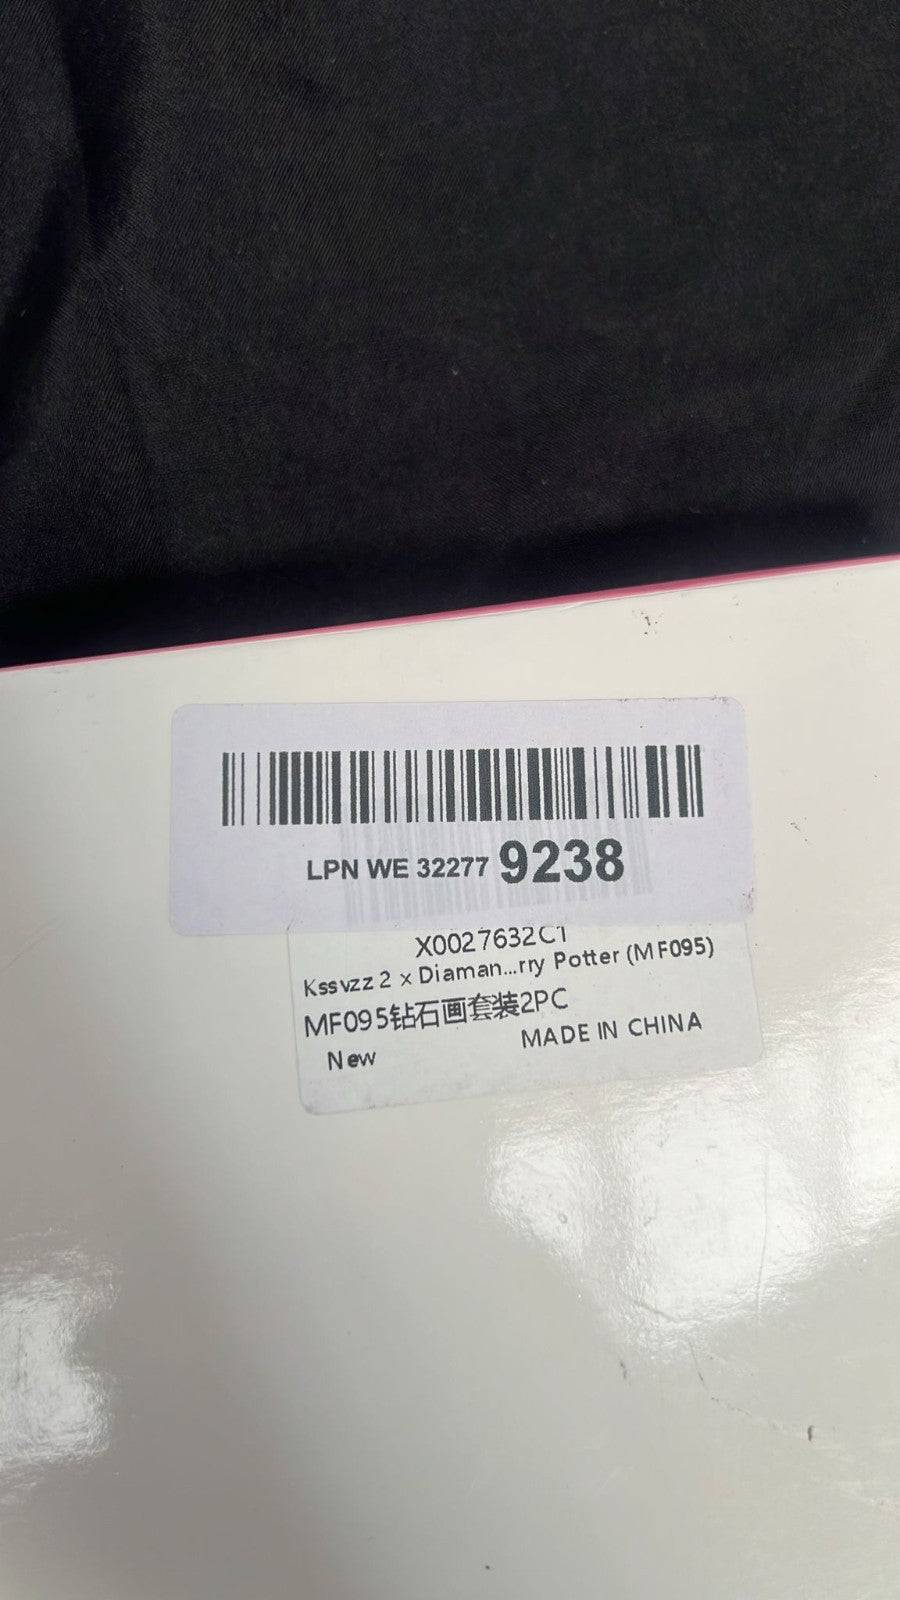 LPN WE 32277 9238
X0027632C1
Kssvzz 2 x Diaman...rry Potter (MF095)
MF095钻石画套装2PC
New MADE IN CHINA